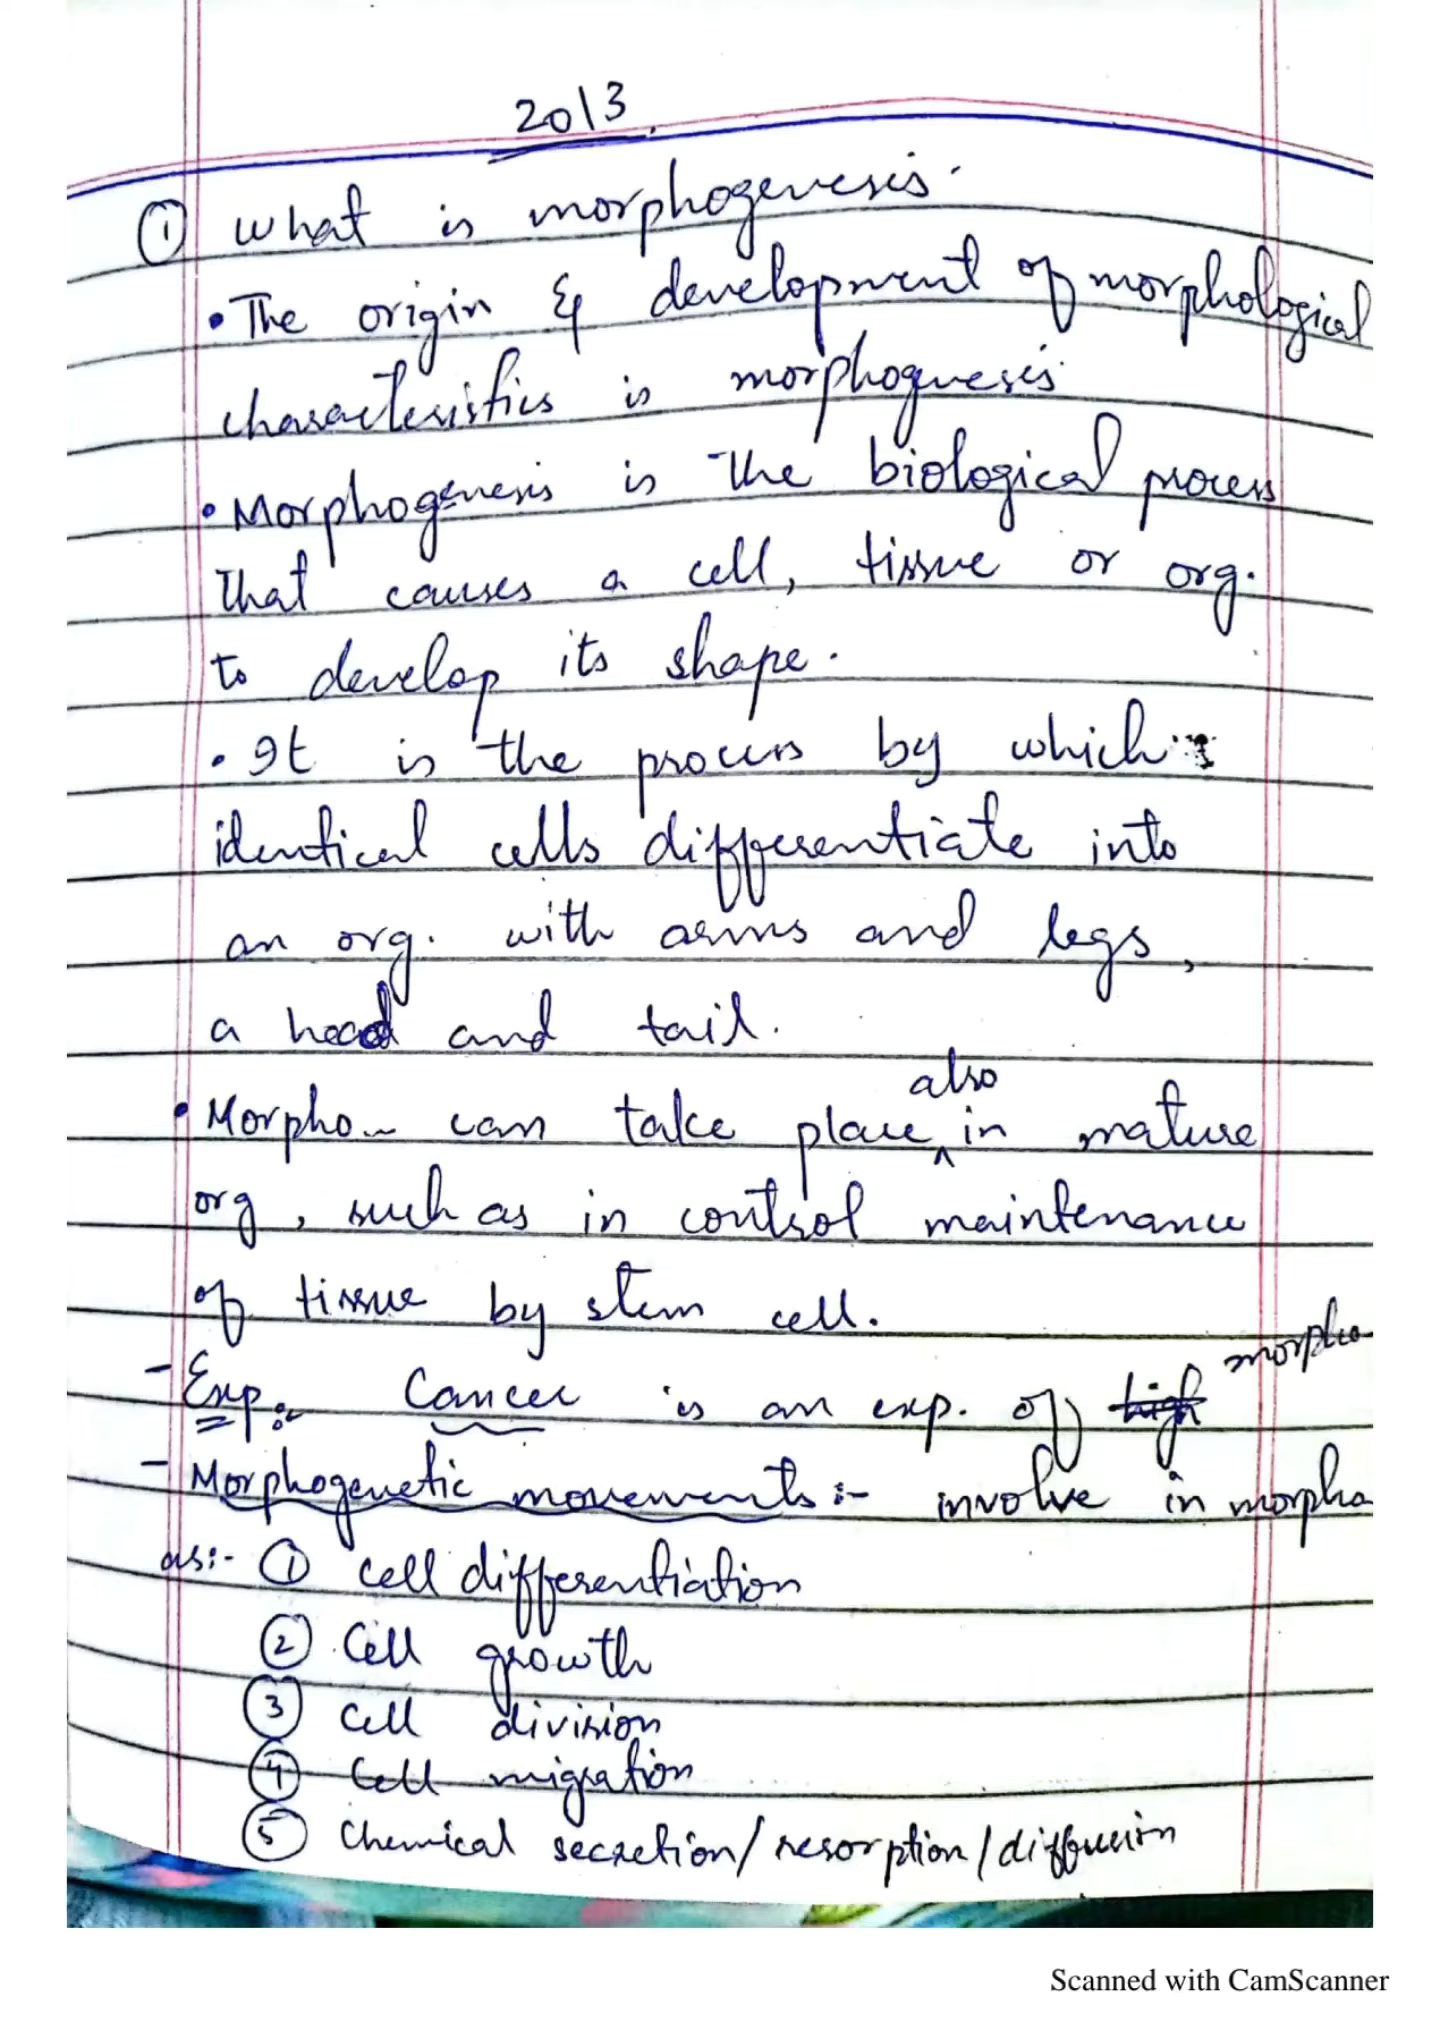 2013
① What is morphogenesis.
• The origin & development of morphological
characteristics is morphogenesis
• Morphogenesis is the biological process
that causes a cell, tissue or org.
to develop its shape.
• It is the process by which
identical cells differentiate into
an org. with arms and legs,
a head and tail.
also
• Morpho... can take place ^ in mature
org, such as in control maintenance
of tissue by stem cell.
- Exp:- Cancer is an exp. of high morpho
- Morphogenetic movements:- involve in morpho
as:- ① cell differentiation
② Cell growth
③ Cell division
④ Cell migration
⑤ Chemical secretion/resorption/diffusion
Scanned with CamScanner